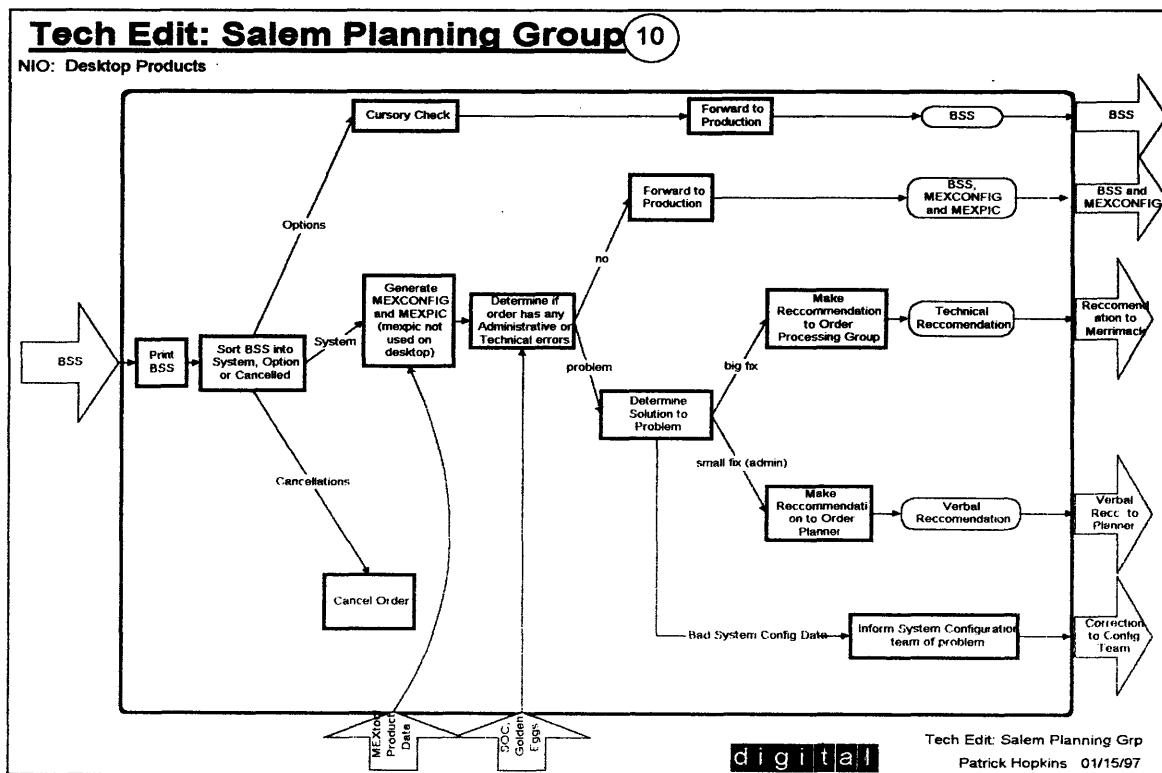 Tech Edit: Salem Planning Group 10
NIO: Desktop Products
Cursory Check
Forward to
Production
BSS
BSS
Forward to
Production
BSS,
MEXCONFIG
and MEXPIC
BSS and
MEXCONFIG
Options
no
Generate
MEXCONFIG
and MEXPIC
(mexpic not
used on
desktop)
Determine if
order has any
Administrative or
Technical errors
Make
Reccommendation
to Order
Processing Group
Technical
Reccomendation
Reccomend
ation to
Merrimack
BSS
Print
BSS
Sort BSS into
System, Option
or Cancelled
System
problem
big fix
Determine
Solution to
Problem
small fix (admin)
Cancellations
Make
Reccommendati
on to Order
Planner
Verbal
Reccomendation
Verbal
Recc to
Planner
Cancel Order
Bad System Config Data
Inform System Configuration
team of problem
Correction
to Config
Team
Product
Data
SOC,
Golden
Eggs
digital
Tech Edit: Salem Planning Grp
Patrick Hopkins 01/15/97